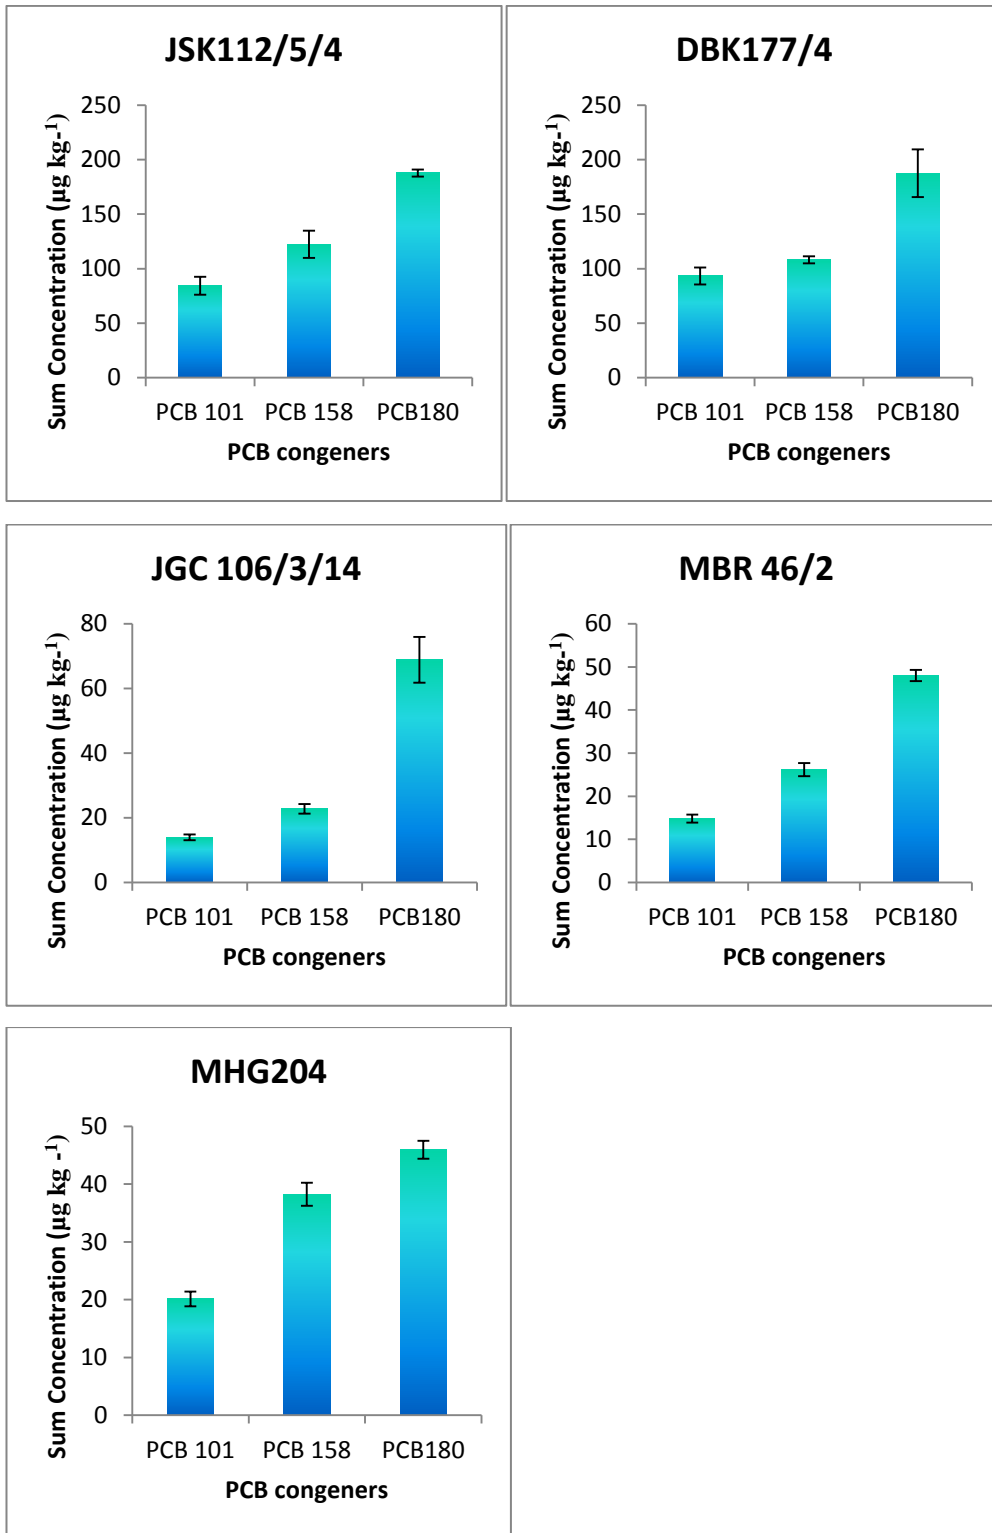 JSK112/5/4
Sum Concentration (µg kg-1)
250
200
150
100
50
0
PCB 101 PCB 158 PCB180
PCB congeners
DBK177/4
Sum Concentration (µg kg-1)
250
200
150
100
50
0
PCB 101 PCB 158 PCB180
PCB congeners
JGC 106/3/14
Sum Concentration (µg kg-1)
80
60
40
20
0
PCB 101 PCB 158 PCB180
PCB congeners
MBR 46/2
Sum Concentration (µg kg-1)
60
50
40
30
20
10
0
PCB 101 PCB 158 PCB180
PCB congeners
MHG204
Sum Concentration (µg kg -1)
50
40
30
20
10
0
PCB 101 PCB 158 PCB180
PCB congeners